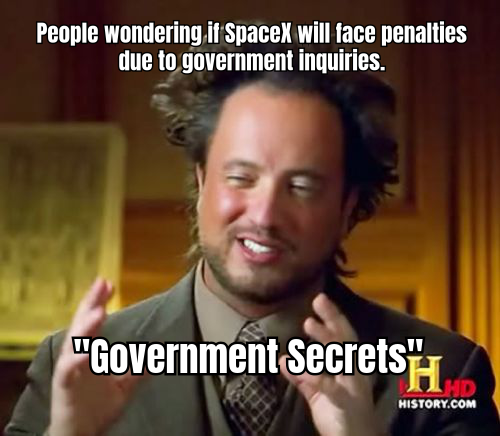 People wondering if SpaceX will face penalties
due to government inquiries.
"Government Secrets"
H HD
HISTORY.COM